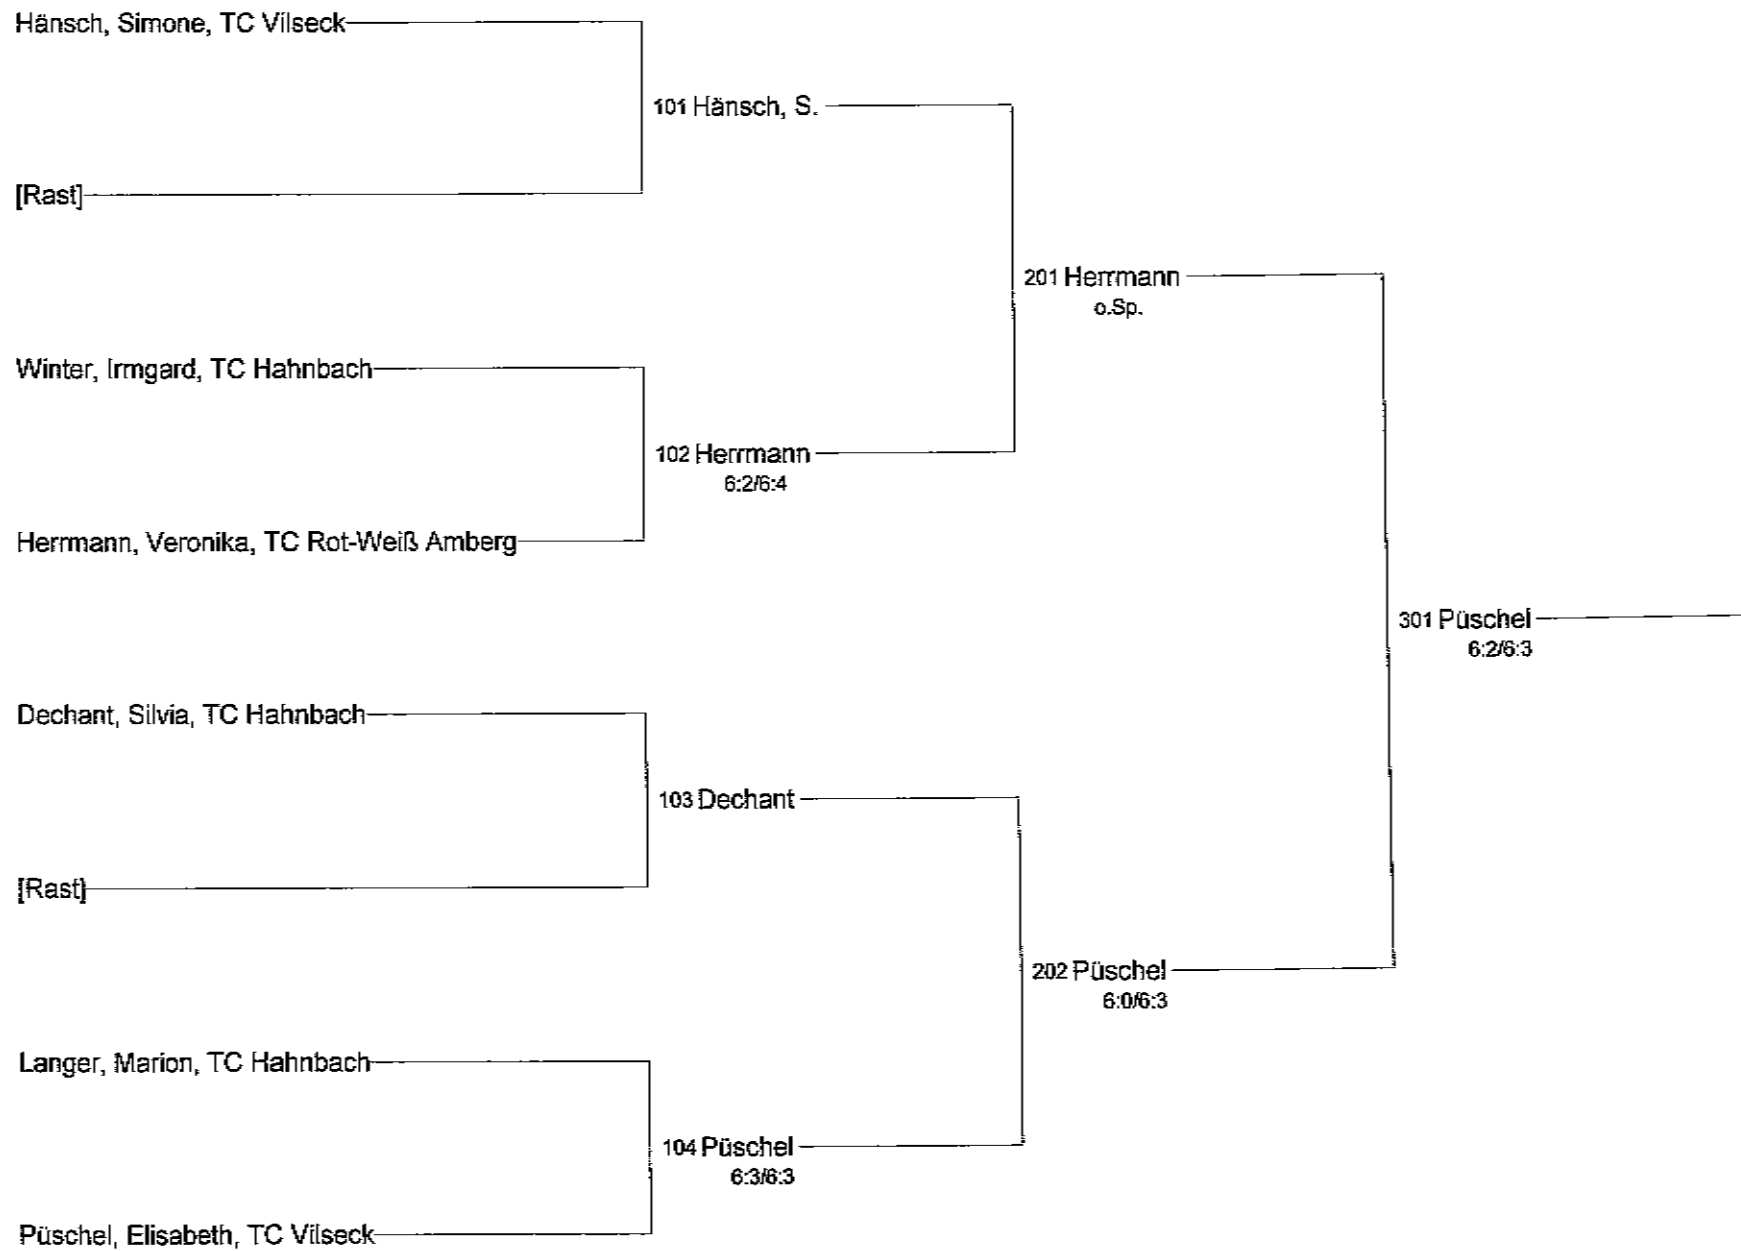 Hänsch, Simone, TC Vilseck
101 Hänsch, S.
[Rast]
201 Herrmann
o.Sp.
Winter, Irmgard, TC Hahnbach
102 Herrmann
6:2/6:4
Herrmann, Veronika, TC Rot-Weiß Amberg
301 Püschel
6:2/6:3
Dechant, Silvia, TC Hahnbach
103 Dechant
[Rast]
202 Püschel
6:0/6:3
Langer, Marion, TC Hahnbach
104 Püschel
6:3/6:3
Püschel, Elisabeth, TC Vilseck